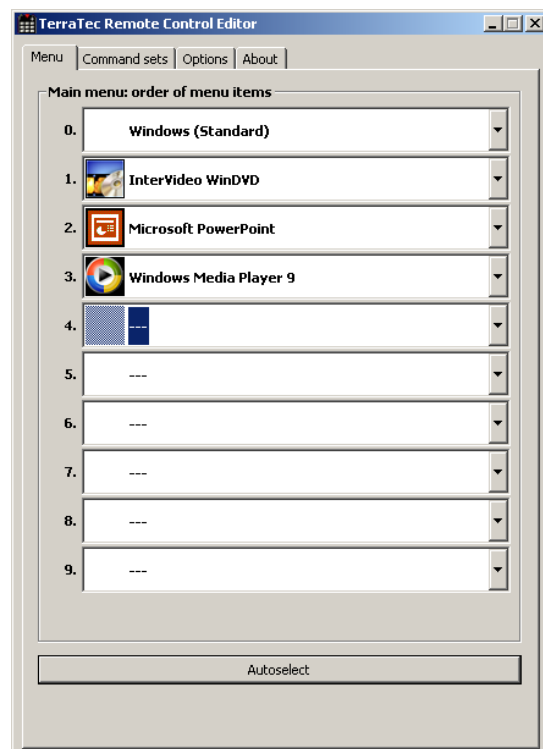 TerraTec Remote Control Editor
Menu Command sets Options About
Main menu: order of menu items
0. Windows (Standard)
1. InterVideo WinDVD
2. Microsoft PowerPoint
3. Windows Media Player 9
4. ---
5. ---
6. ---
7. ---
8. ---
9. ---
Autoselect